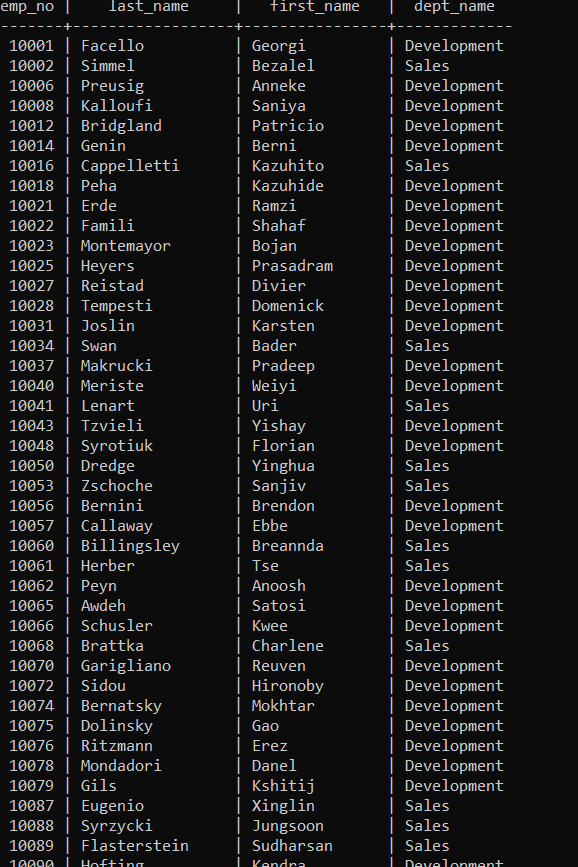 emp_no | last_name | first_name | dept_name
-------+-----------------+----------------+-------------
10001 | Facello | Georgi | Development
10002 | Simmel | Bezalel | Sales
10006 | Preusig | Anneke | Development
10008 | Kalloufi | Saniya | Development
10012 | Bridgland | Patricio | Development
10014 | Genin | Berni | Development
10016 | Cappelletti | Kazuhito | Sales
10018 | Peha | Kazuhide | Development
10021 | Erde | Ramzi | Development
10022 | Famili | Shahaf | Development
10023 | Montemayor | Bojan | Development
10025 | Heyers | Prasadram | Development
10027 | Reistad | Divier | Development
10028 | Tempesti | Domenick | Development
10031 | Joslin | Karsten | Development
10034 | Swan | Bader | Sales
10037 | Makrucki | Pradeep | Development
10040 | Meriste | Weiyi | Development
10041 | Lenart | Uri | Sales
10043 | Tzvieli | Yishay | Development
10048 | Syrotiuk | Florian | Development
10050 | Dredge | Yinghua | Sales
10053 | Zschoche | Sanjiv | Sales
10056 | Bernini | Brendon | Development
10057 | Callaway | Ebbe | Development
10060 | Billingsley | Breannda | Sales
10061 | Herber | Tse | Sales
10062 | Peyn | Anoosh | Development
10065 | Awdeh | Satosi | Development
10066 | Schusler | Kwee | Development
10068 | Brattka | Charlene | Sales
10070 | Garigliano | Reuven | Development
10072 | Sidou | Hironoby | Development
10074 | Bernatsky | Mokhtar | Development
10075 | Dolinsky | Gao | Development
10076 | Ritzmann | Erez | Development
10078 | Mondadori | Danel | Development
10079 | Gils | Kshitij | Development
10087 | Eugenio | Xinglin | Sales
10088 | Syrzycki | Jungsoon | Sales
10089 | Flasterstein | Sudharsan | Sales
10090 | Hofting | Kendra | Development